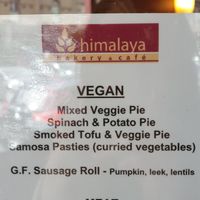 himalaya
bakery & café
VEGAN
Mixed Veggie Pie
Spinach & Potato Pie
Smoked Tofu & Veggie Pie
Samosa Pasties (curried vegetables)
G.F. Sausage Roll - Pumpkin, leek, lentils